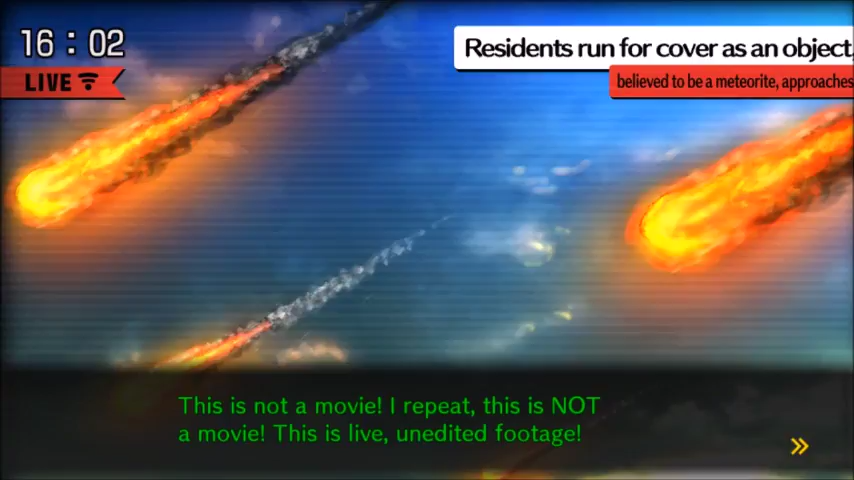 16:02
LIVE
Residents run for cover as an object,
believed to be a meteorite, approaches
This is not a movie! I repeat, this is NOT
a movie! This is live, unedited footage!